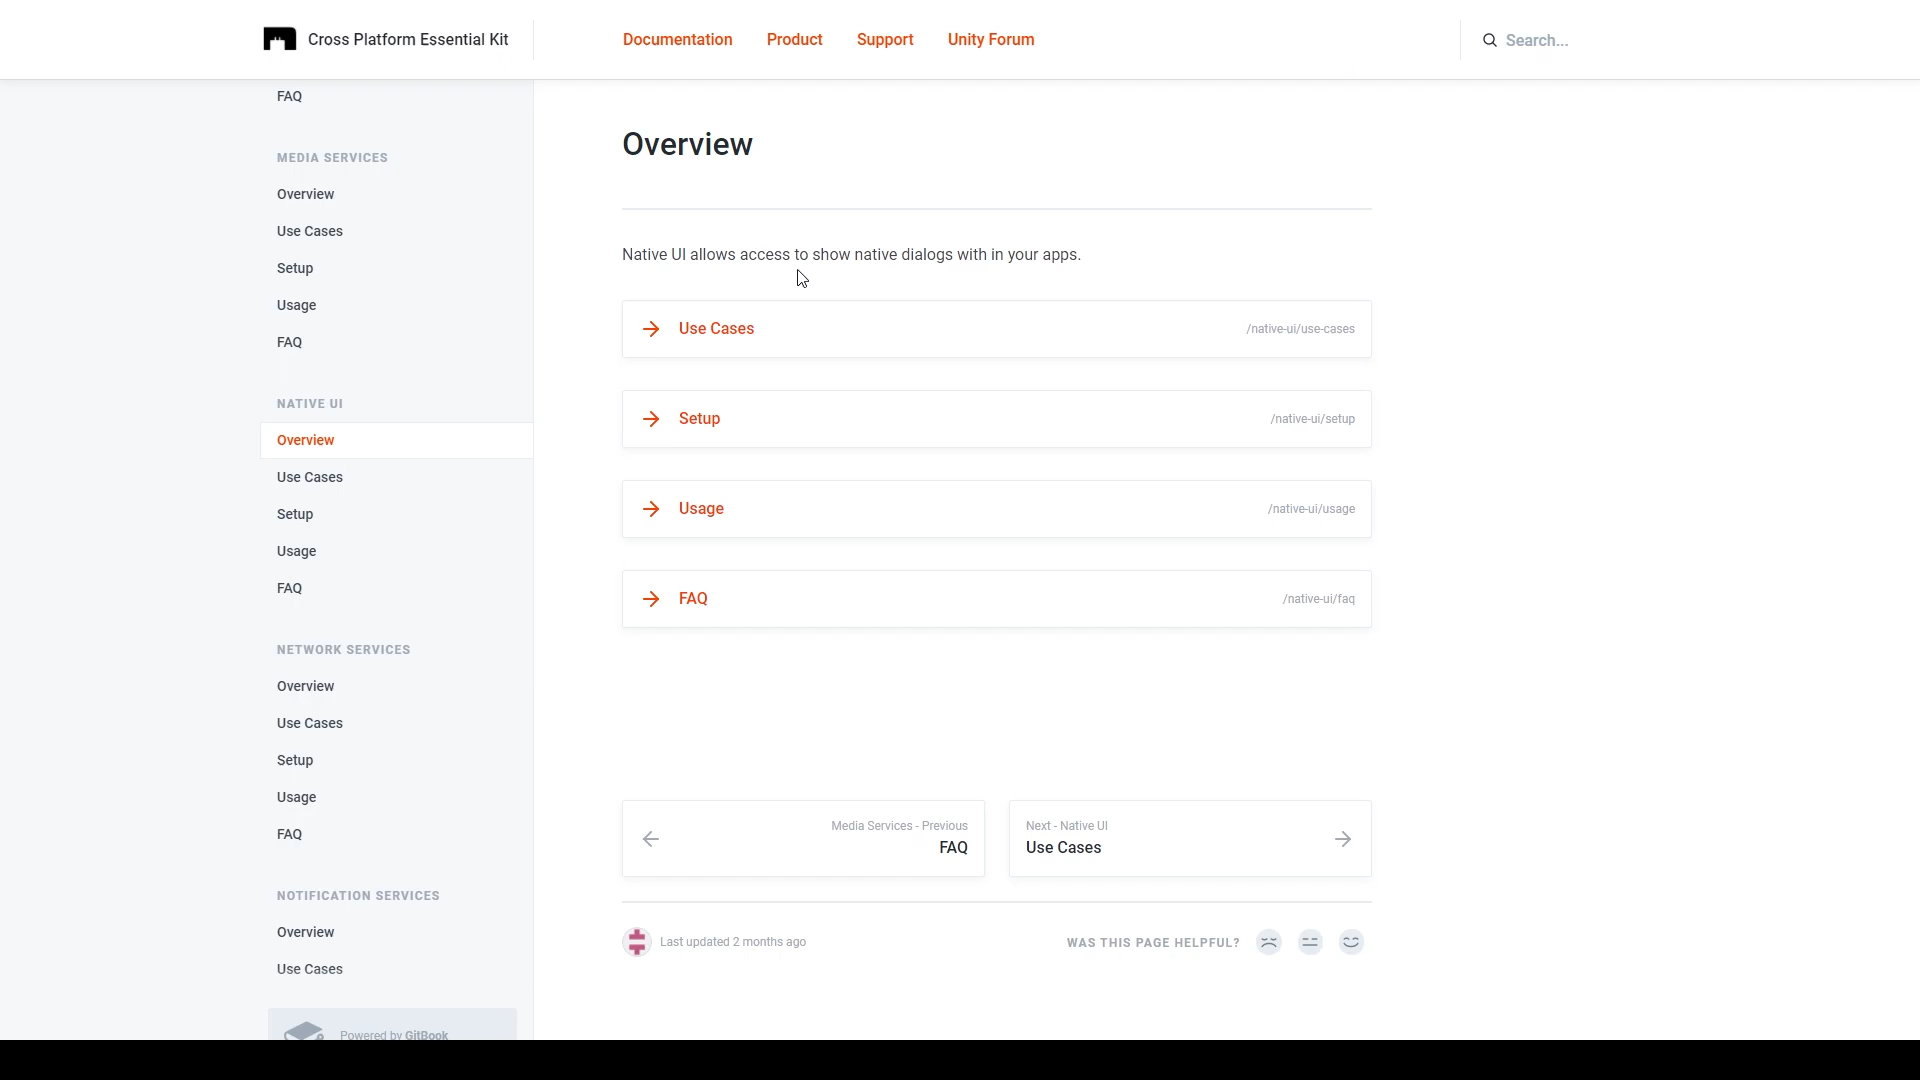 Cross Platform Essential Kit
Documentation
Product
Support
Unity Forum
Search...
FAQ
MEDIA SERVICES
Overview
Use Cases
Setup
Usage
FAQ
NATIVE UI
Overview
Use Cases
Setup
Usage
FAQ
NETWORK SERVICES
Overview
Use Cases
Setup
Usage
FAQ
NOTIFICATION SERVICES
Overview
Use Cases
Powered by GitBook
Overview
Native UI allows access to show native dialogs with in your apps.
Use Cases /native-ui/use-cases
Setup /native-ui/setup
Usage /native-ui/usage
FAQ /native-ui/faq
Media Services - Previous
FAQ
Next - Native UI
Use Cases
Last updated 2 months ago
WAS THIS PAGE HELPFUL?